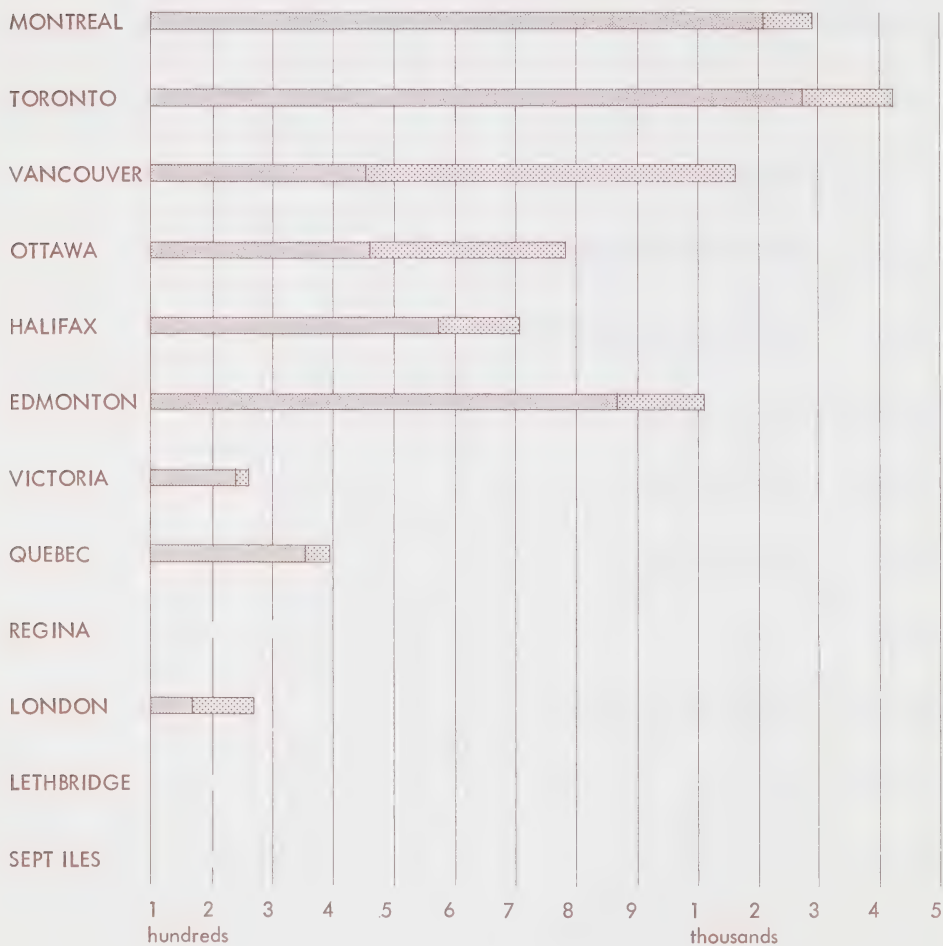 MONTREAL
TORONTO
VANCOUVER
OTTAWA
HALIFAX
EDMONTON
VICTORIA
QUEBEC
REGINA
LONDON
LETHBRIDGE
SEPT ILES
1 2 3 4 5 6 7 8 9 1 2 3 4 5
hundreds thousands